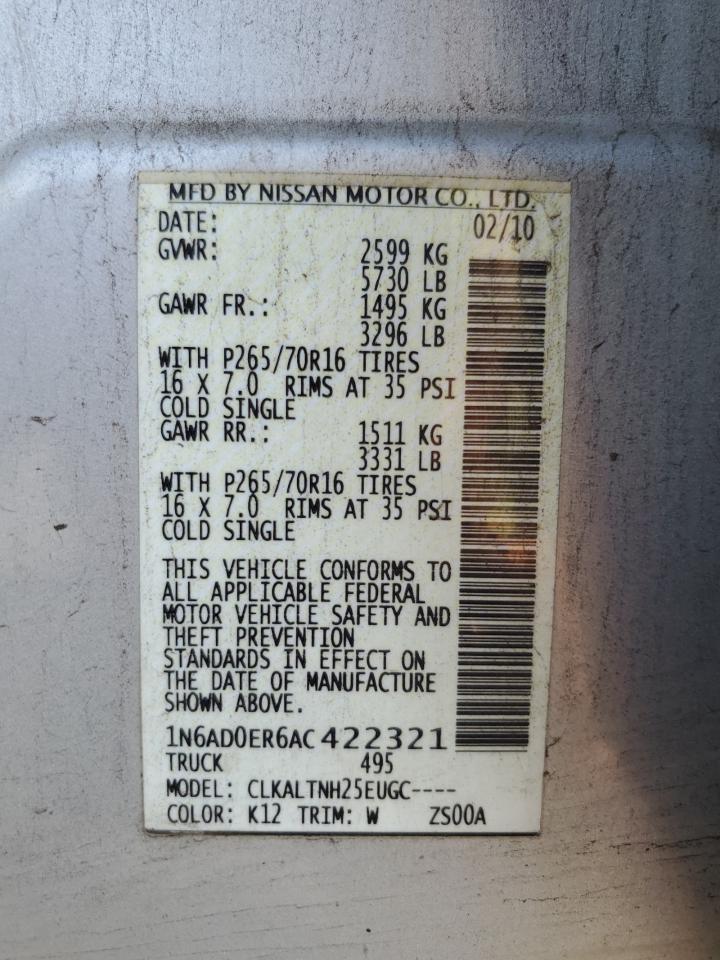 MFD BY NISSAN MOTOR CO., LTD.
DATE: 02/10
GVWR: 2599 KG
5730 LB
GAWR FR.: 1495 KG
3296 LB
WITH P265/70R16 TIRES
16 X 7.0 RIMS AT 35 PSI
COLD SINGLE
GAWR RR.: 1511 KG
3331 LB
WITH P265/70R16 TIRES
16 X 7.0 RIMS AT 35 PSI
COLD SINGLE
THIS VEHICLE CONFORMS TO
ALL APPLICABLE FEDERAL
MOTOR VEHICLE SAFETY AND
THEFT PREVENTION
STANDARDS IN EFFECT ON
THE DATE OF MANUFACTURE
SHOWN ABOVE.
1N6AD0ER6AC422321
TRUCK 495
MODEL: CLKALTNH25EUGC----
COLOR: K12 TRIM: W ZS00A